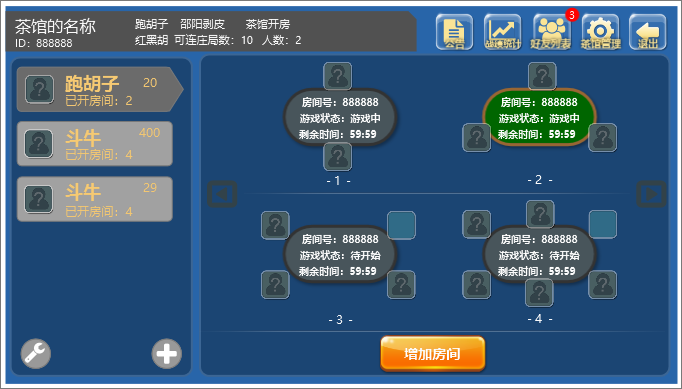 茶馆的名称
ID：888888
跑胡子 邵阳剥皮 茶馆开房
红黑胡 可连庄局数：10 人数：2
公告
战绩统计
好友列表
3
茶馆管理
退出
跑胡子 20
已开房间：2
斗牛 400
已开房间：4
斗牛 29
已开房间：4
房间号：888888
游戏状态：游戏中
剩余时间：59:59
- 1 -
房间号：888888
游戏状态：游戏中
剩余时间：59:59
- 2 -
房间号：888888
游戏状态：待开始
剩余时间：59:59
- 3 -
房间号：888888
游戏状态：待开始
剩余时间：59:59
- 4 -
增加房间